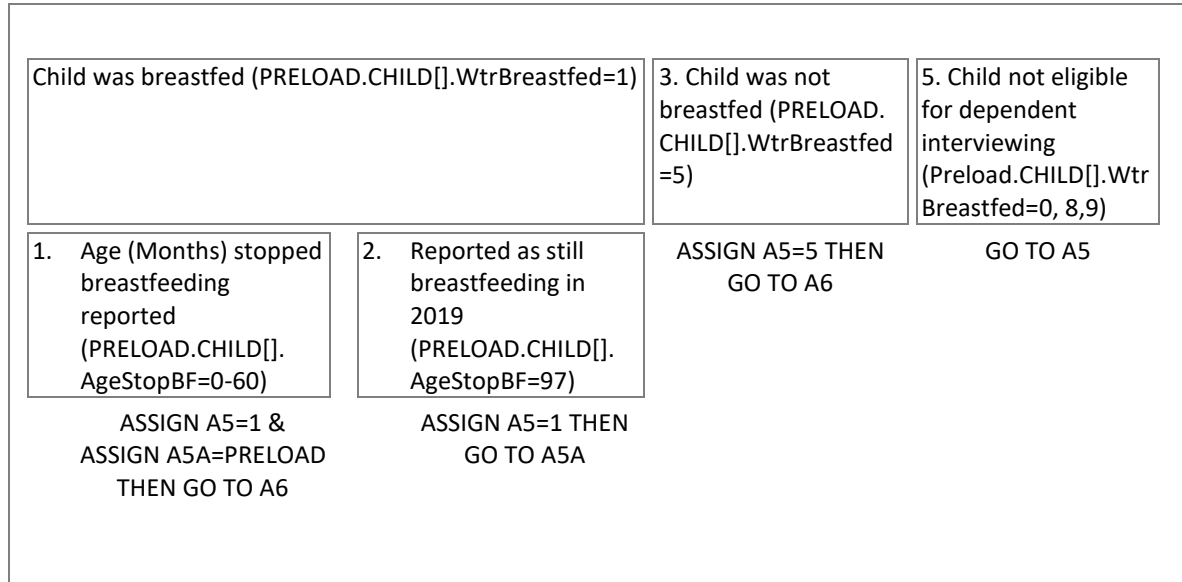 Child was breastfed (PRELOAD.CHILD[].WtrBreastfed=1)
3. Child was not
breastfed (PRELOAD.
CHILD[].WtrBreastfed
=5)
5. Child not eligible
for dependent
interviewing
(Preload.CHILD[].Wtr
Breastfed=0, 8,9)
1. Age (Months) stopped
breastfeeding
reported
(PRELOAD.CHILD[].
AgeStopBF=0-60)
2. Reported as still
breastfeeding in
2019
(PRELOAD.CHILD[].
AgeStopBF=97)
ASSIGN A5=5 THEN
GO TO A6
GO TO A5
ASSIGN A5=1 &
ASSIGN A5A=PRELOAD
THEN GO TO A6
ASSIGN A5=1 THEN
GO TO A5A